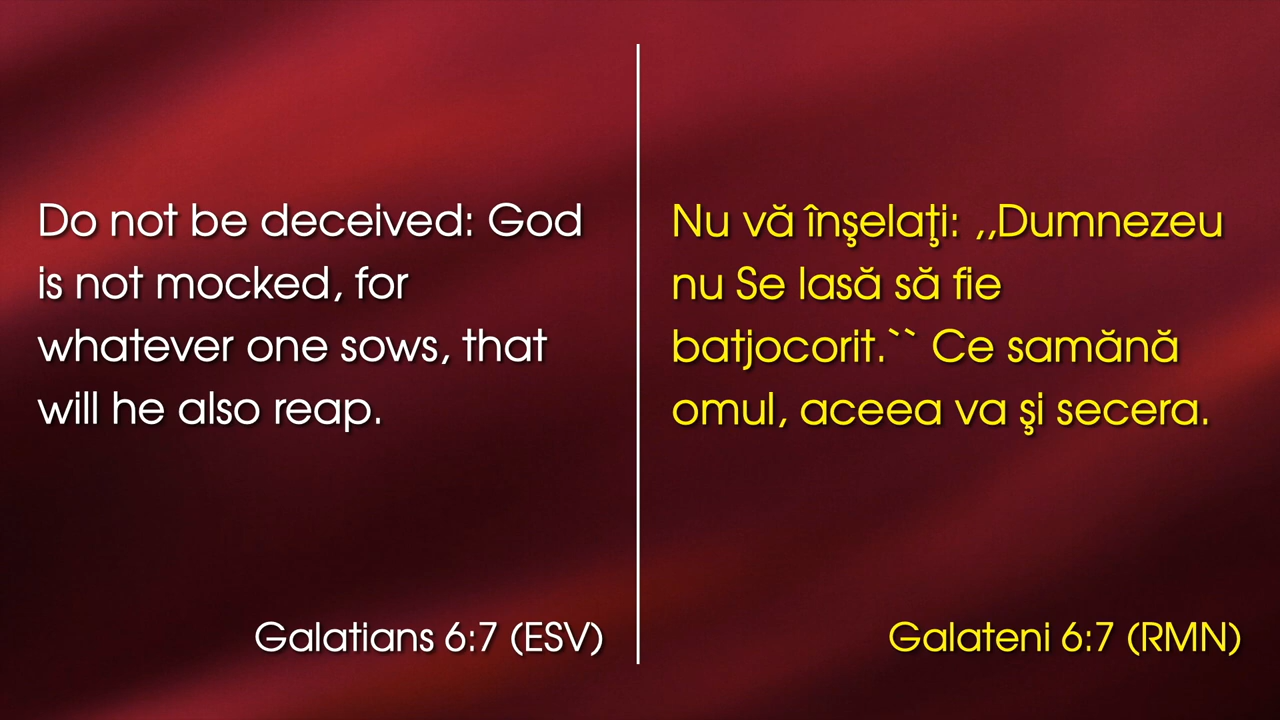 Do not be deceived: God
is not mocked, for
whatever one sows, that
will he also reap.
Galatians 6:7 (ESV)
Nu vă înşelaţi: ,,Dumnezeu
nu Se lasă să fie
batjocorit.`` Ce samănă
omul, aceea va şi secera.
Galateni 6:7 (RMN)